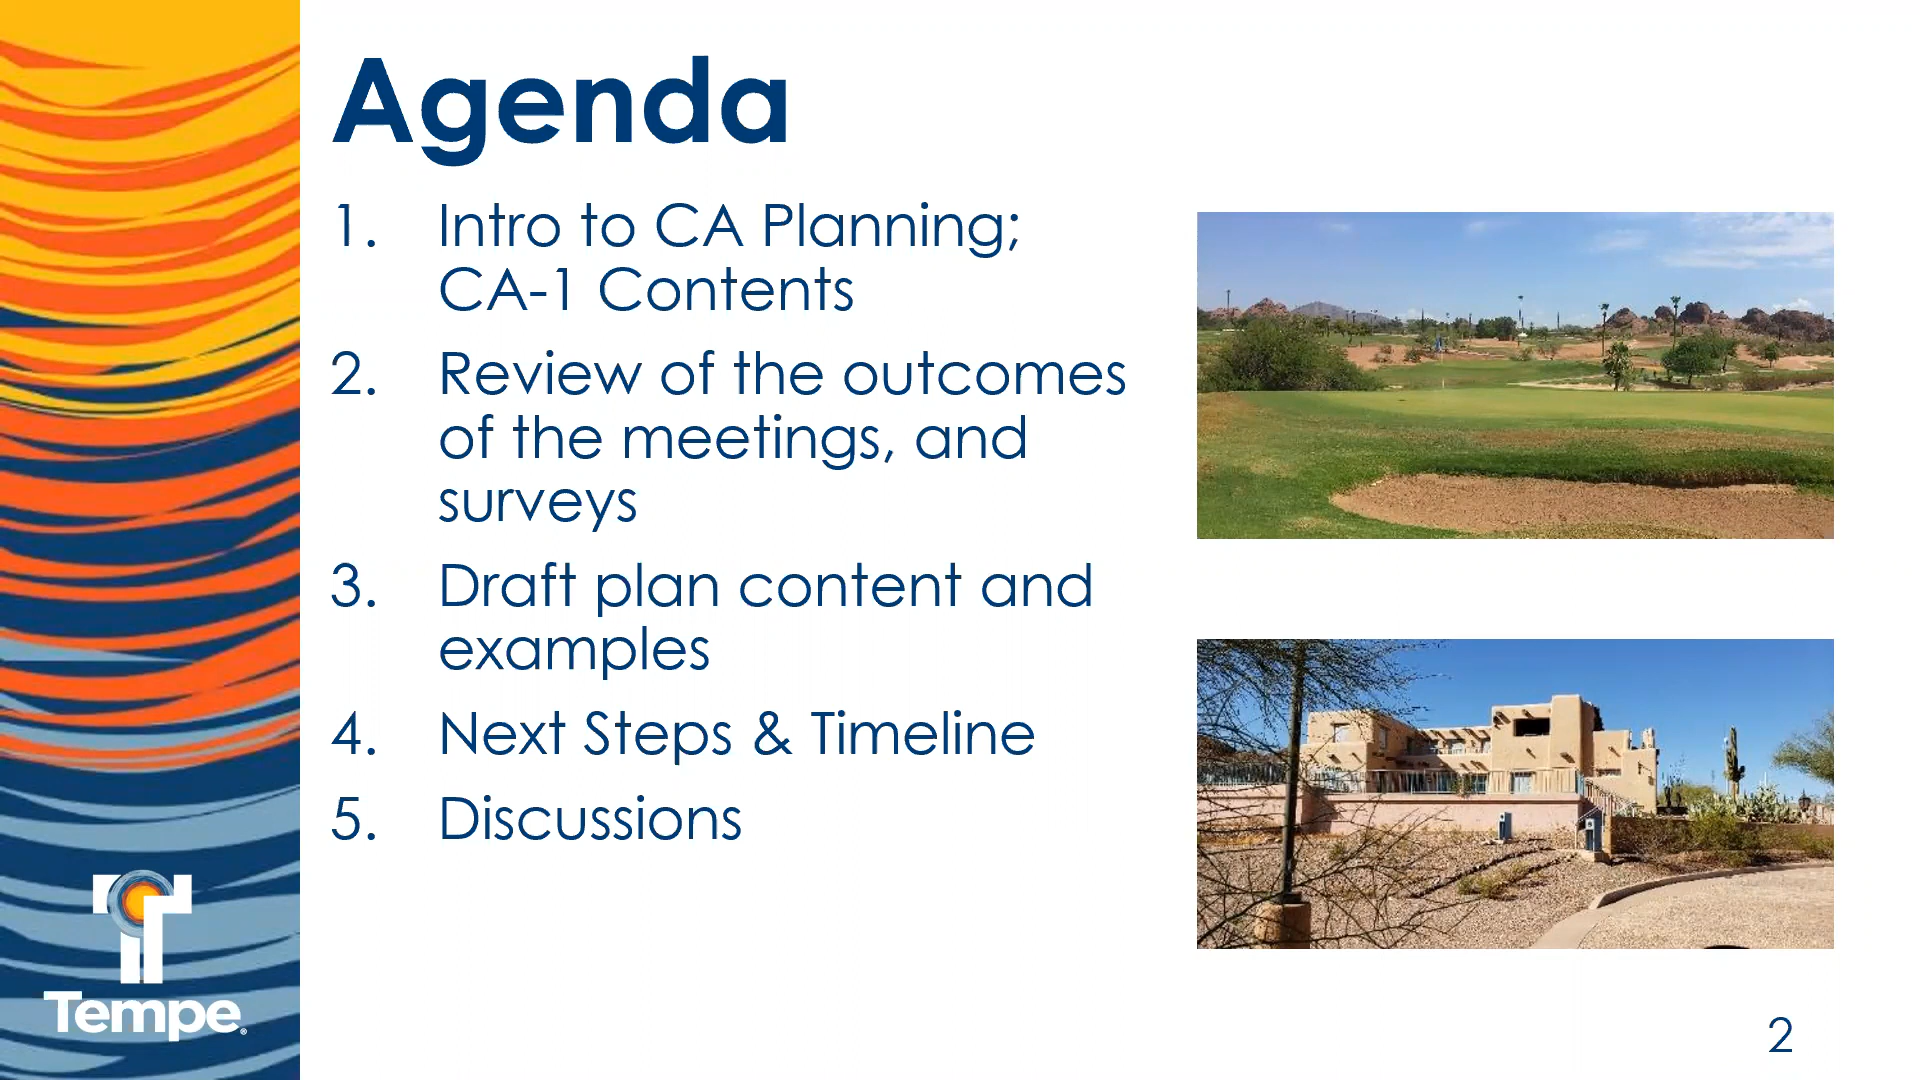 Agenda
1. Intro to CA Planning;
CA-1 Contents
2. Review of the outcomes
of the meetings, and
surveys
3. Draft plan content and
examples
4. Next Steps & Timeline
5. Discussions
Tempe®
2